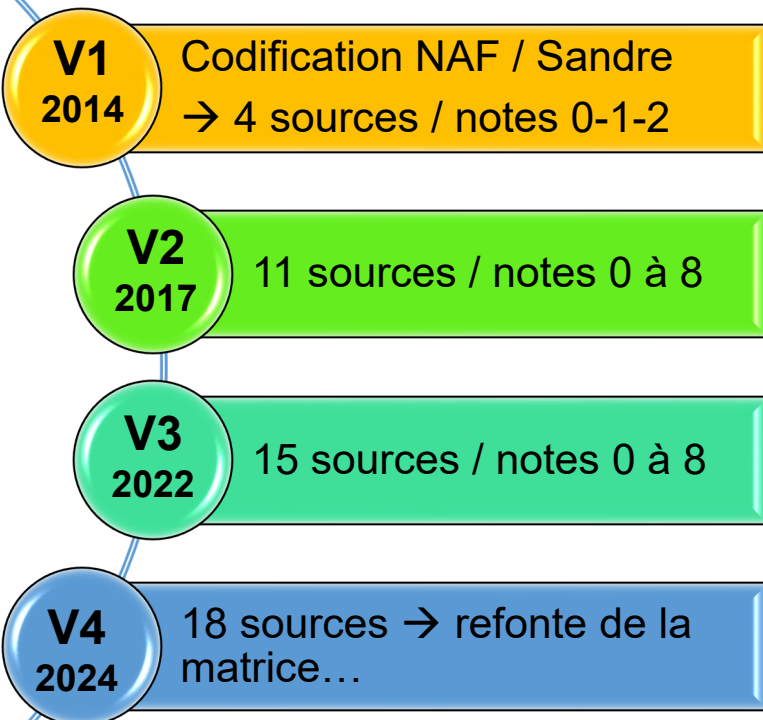 V1
2014
Codification NAF / Sandre
→ 4 sources / notes 0-1-2
V2
2017
11 sources / notes 0 à 8
V3
2022
15 sources / notes 0 à 8
V4
2024
18 sources → refonte de la
matrice…